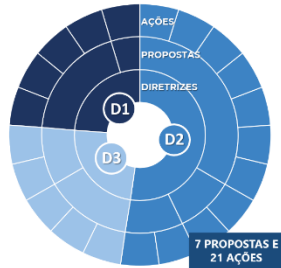 AÇÕES
PROPOSTAS
DIRETRIZES
D1
D2
D3
7 PROPOSTAS E
21 AÇÕES